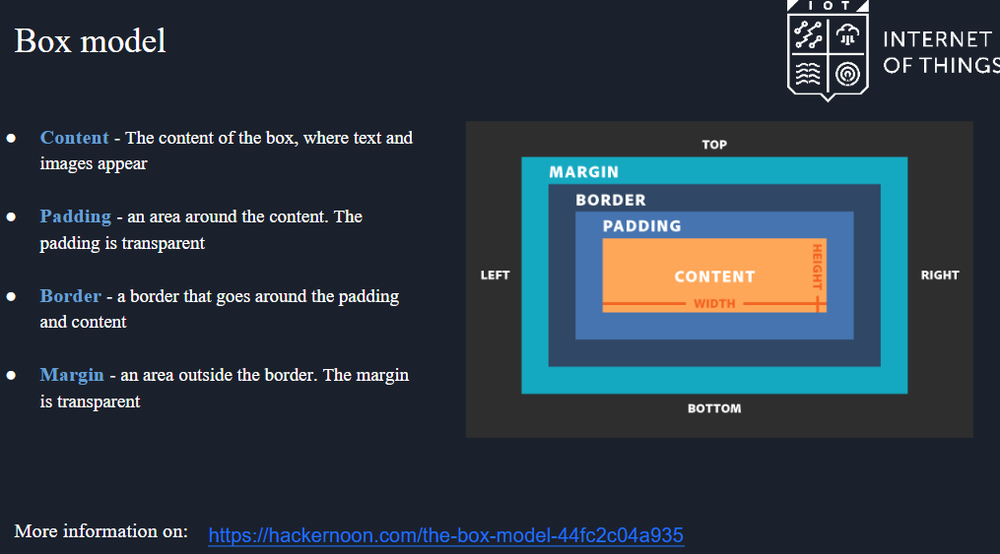 Box model
IOT
INTERNET
OF THINGS
● Content - The content of the box, where text and
images appear
● Padding - an area around the content. The
padding is transparent
● Border - a border that goes around the padding
and content
● Margin - an area outside the border. The margin
is transparent
TOP
MARGIN
BORDER
PADDING
LEFT
CONTENT
HEIGHT
RIGHT
WIDTH
BOTTOM
More information on: https://hackernoon.com/the-box-model-44fc2c04a935